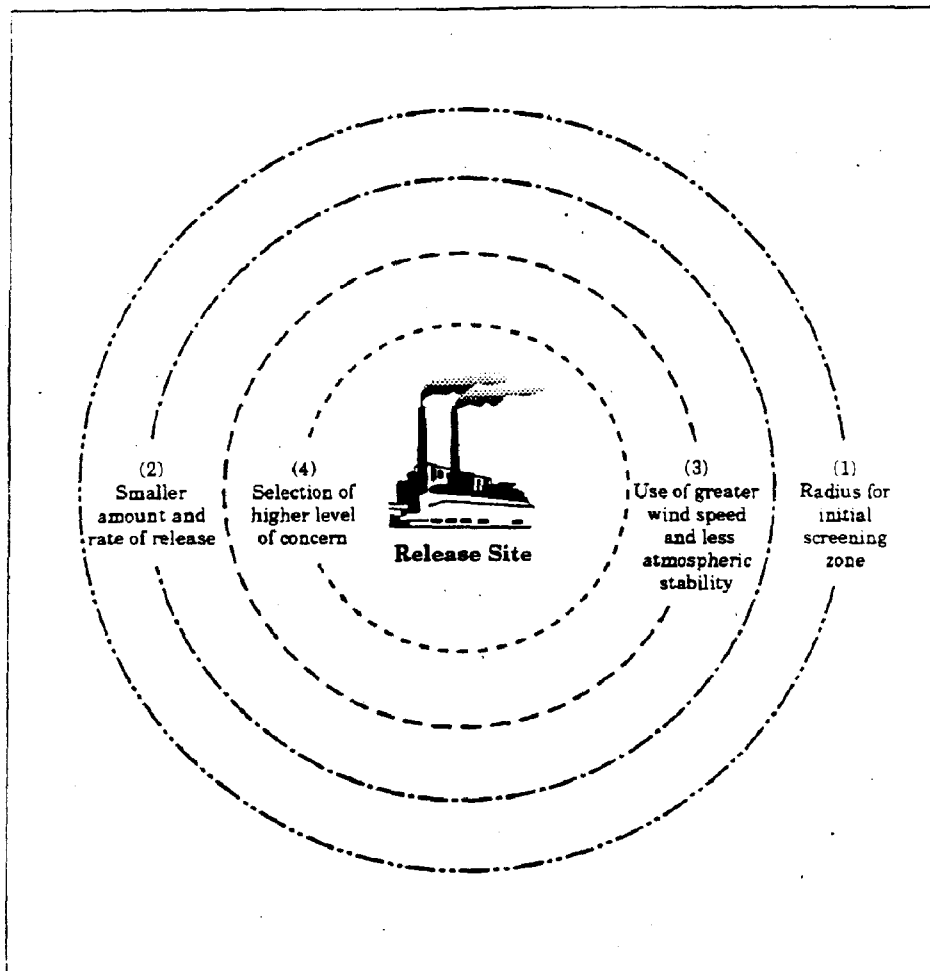 (2)
Smaller
amount and
rate of release
(4)
Selection of
higher level
of concern
Release Site
(3)
Use of greater
wind speed
and less
atmospheric
stability
(1)
Radius for
initial
screening
zone